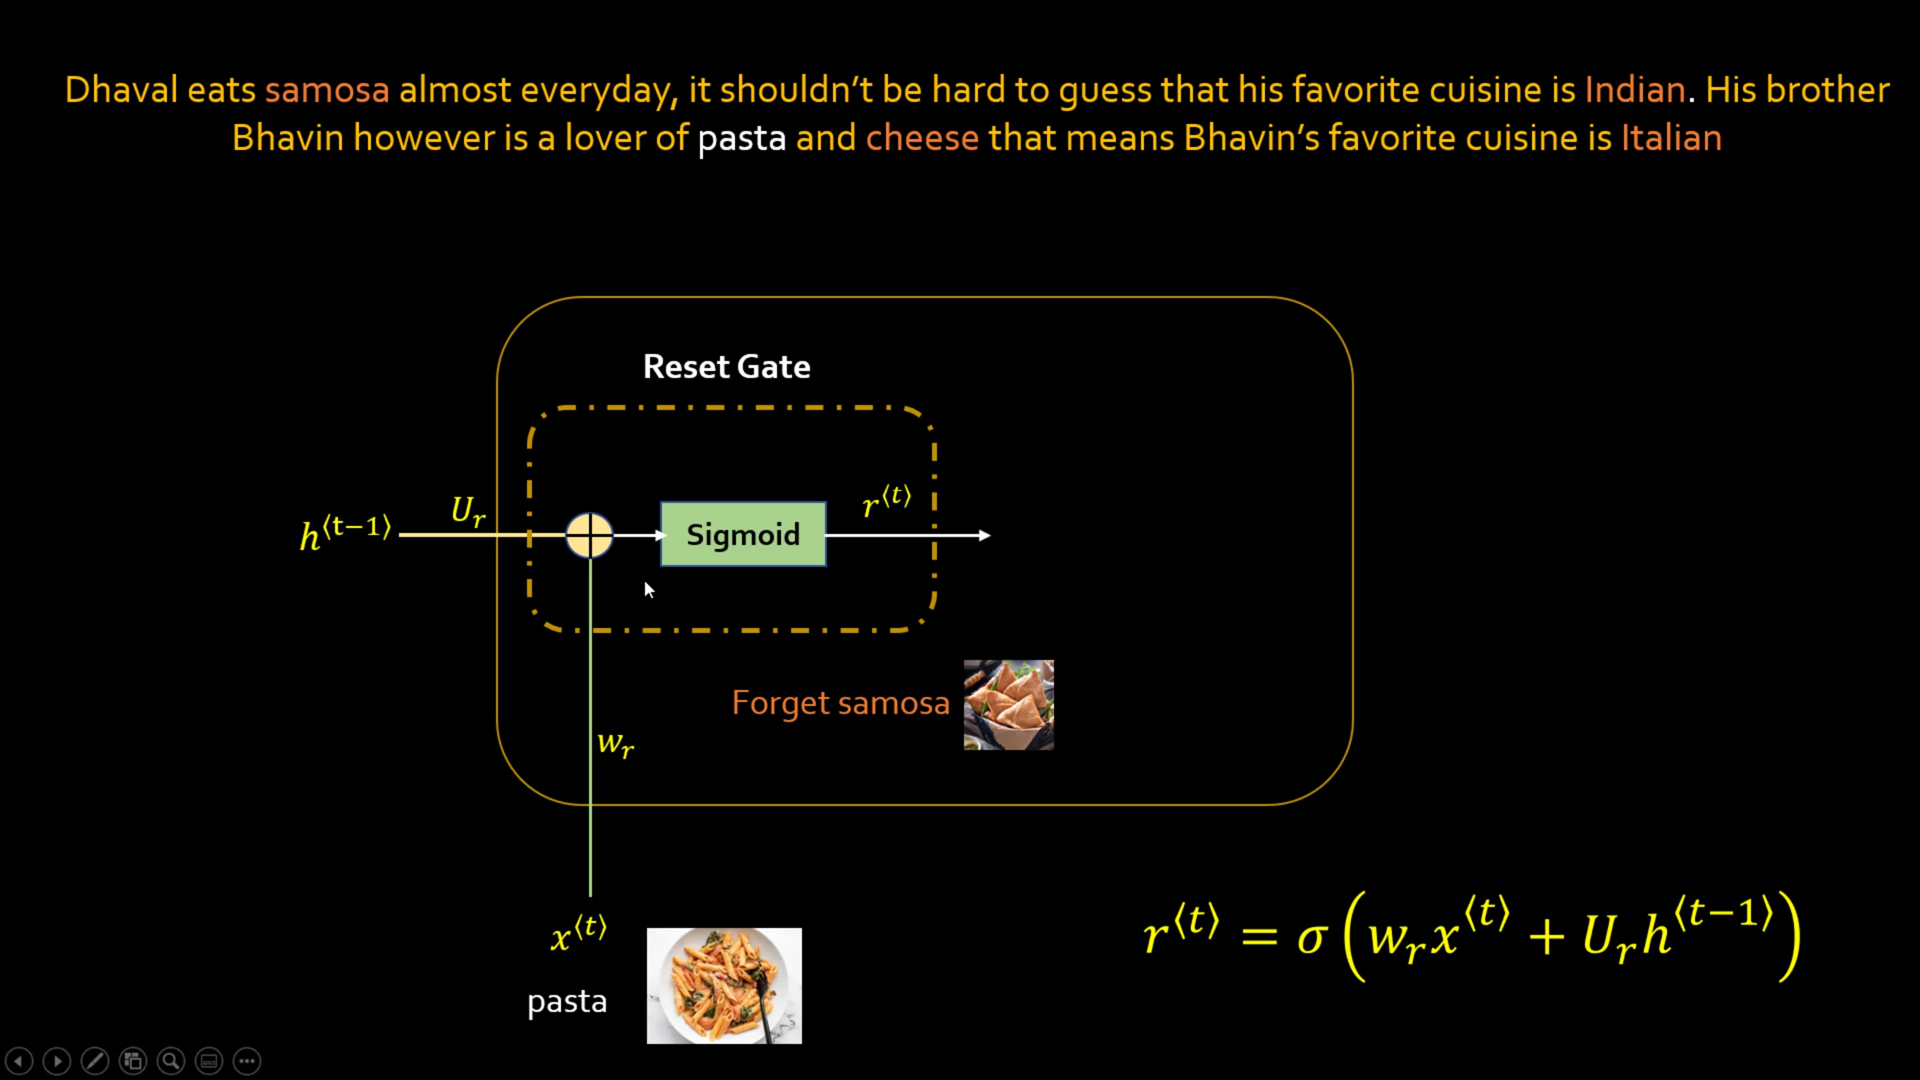 Dhaval eats samosa almost everyday, it shouldn’t be hard to guess that his favorite cuisine is Indian. His brother
Bhavin however is a lover of pasta and cheese that means Bhavin’s favorite cuisine is Italian
Reset Gate
h⟨t−1⟩
U_r
Sigmoid
r⟨t⟩
Forget samosa
w_r
x⟨t⟩
pasta
r⟨t⟩ = σ(w_r x⟨t⟩ + U_r h⟨t−1⟩)